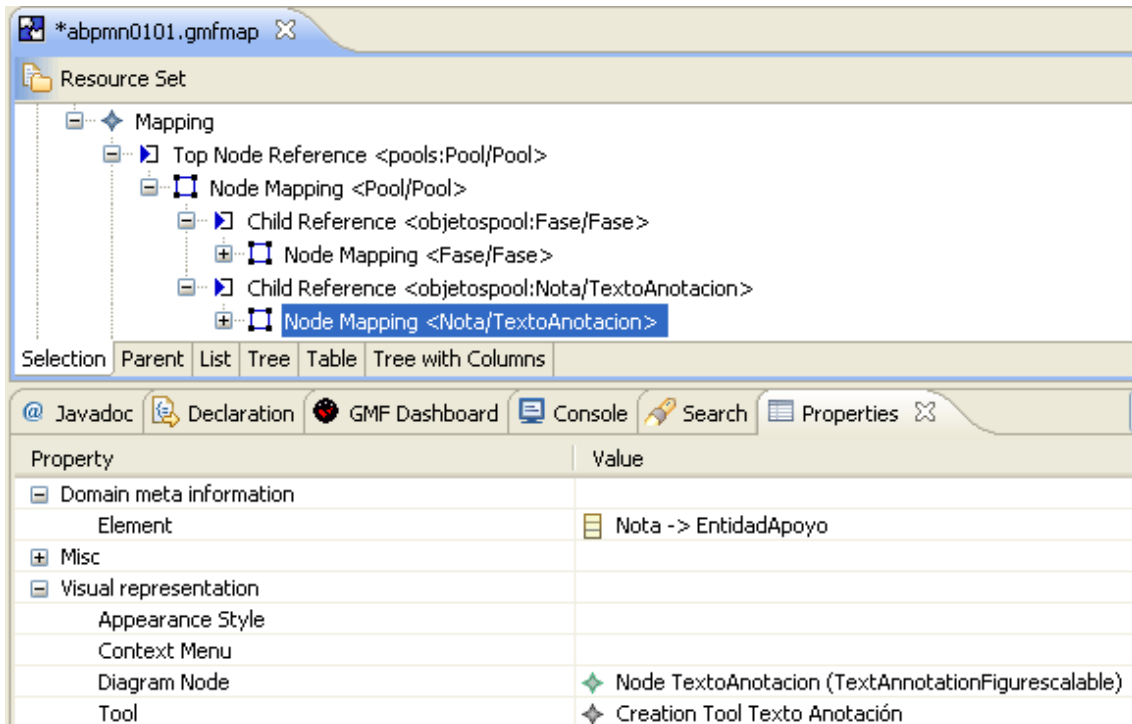 *abpmn0101.gmfmap
Resource Set
Mapping
Top Node Reference <pools:Pool/Pool>
Node Mapping <Pool/Pool>
Child Reference <objetospool:Fase/Fase>
Node Mapping <Fase/Fase>
Child Reference <objetospool:Nota/TextoAnotacion>
Node Mapping <Nota/TextoAnotacion>
Selection Parent List Tree Table Tree with Columns
@ Javadoc Declaration GMF Dashboard Console Search Properties
Property Value
Domain meta information
Element Nota -> EntidadApoyo
Misc
Visual representation
Appearance Style
Context Menu
Diagram Node Node TextoAnotacion (TextAnnotationFigurescalable)
Tool Creation Tool Texto Anotación